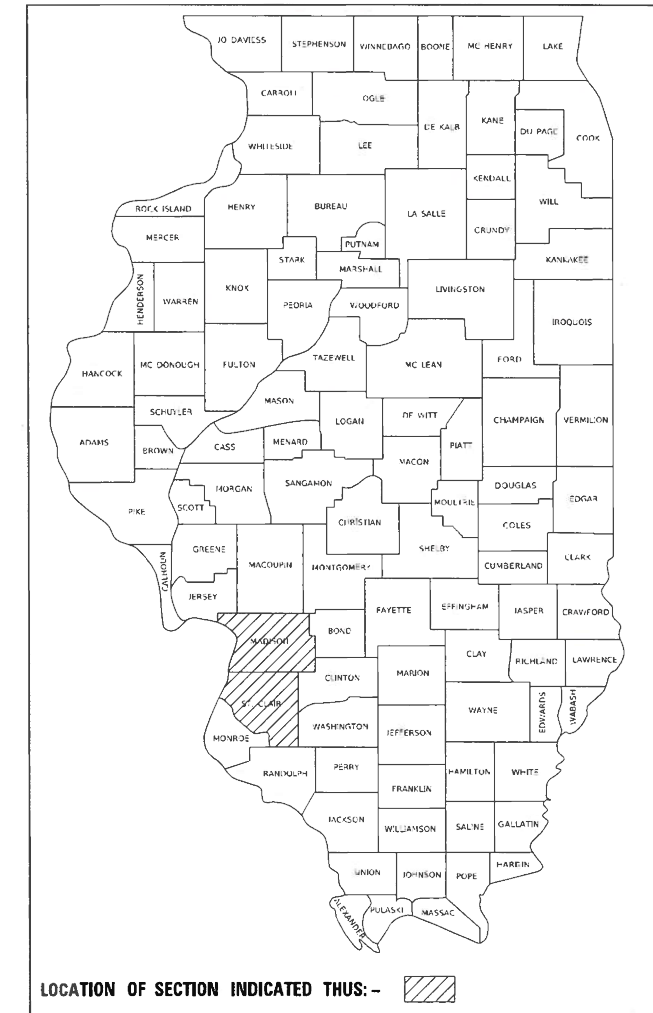 JO DAVIESS STEPHENSON WINNEBAGO BOONE MC HENRY LAKE
CARROLL OGLE DE KALB KANE DU PAGE COOK
WHITESIDE LEE
KENDALL WILL
ROCK ISLAND HENRY BUREAU LA SALLE GRUNDY
MERCER PUTNAM
STARK MARSHALL KANKAKEE
HENDERSON WARREN KNOX PEORIA WOODFORD LIVINGSTON IROQUOIS
TAZEWELL MC LEAN FORD
HANCOCK MC DONOUGH FULTON
MASON
SCHUYLER LOGAN DE WITT CHAMPAIGN VERMILION
ADAMS BROWN CASS MENARD MACON PIATT
MORGAN SANGAMON DOUGLAS EDGAR
PIKE SCOTT CHRISTIAN MOULTRIE COLES
CALHOUN GREENE MACOUPIN MONTGOMERY SHELBY CUMBERLAND CLARK
JERSEY FAYETTE EFFINGHAM JASPER CRAWFORD
MADISON BOND
CLAY RICHLAND LAWRENCE
CLINTON MARION
ST. CLAIR WAYNE EDWARDS WABASH
WASHINGTON JEFFERSON
MONROE
RANDOLPH PERRY HAMILTON WHITE
FRANKLIN
JACKSON WILLIAMSON SALINE GALLATIN
UNION JOHNSON POPE HARDIN
ALEXANDER PULASKI MASSAC
LOCATION OF SECTION INDICATED THUS: -